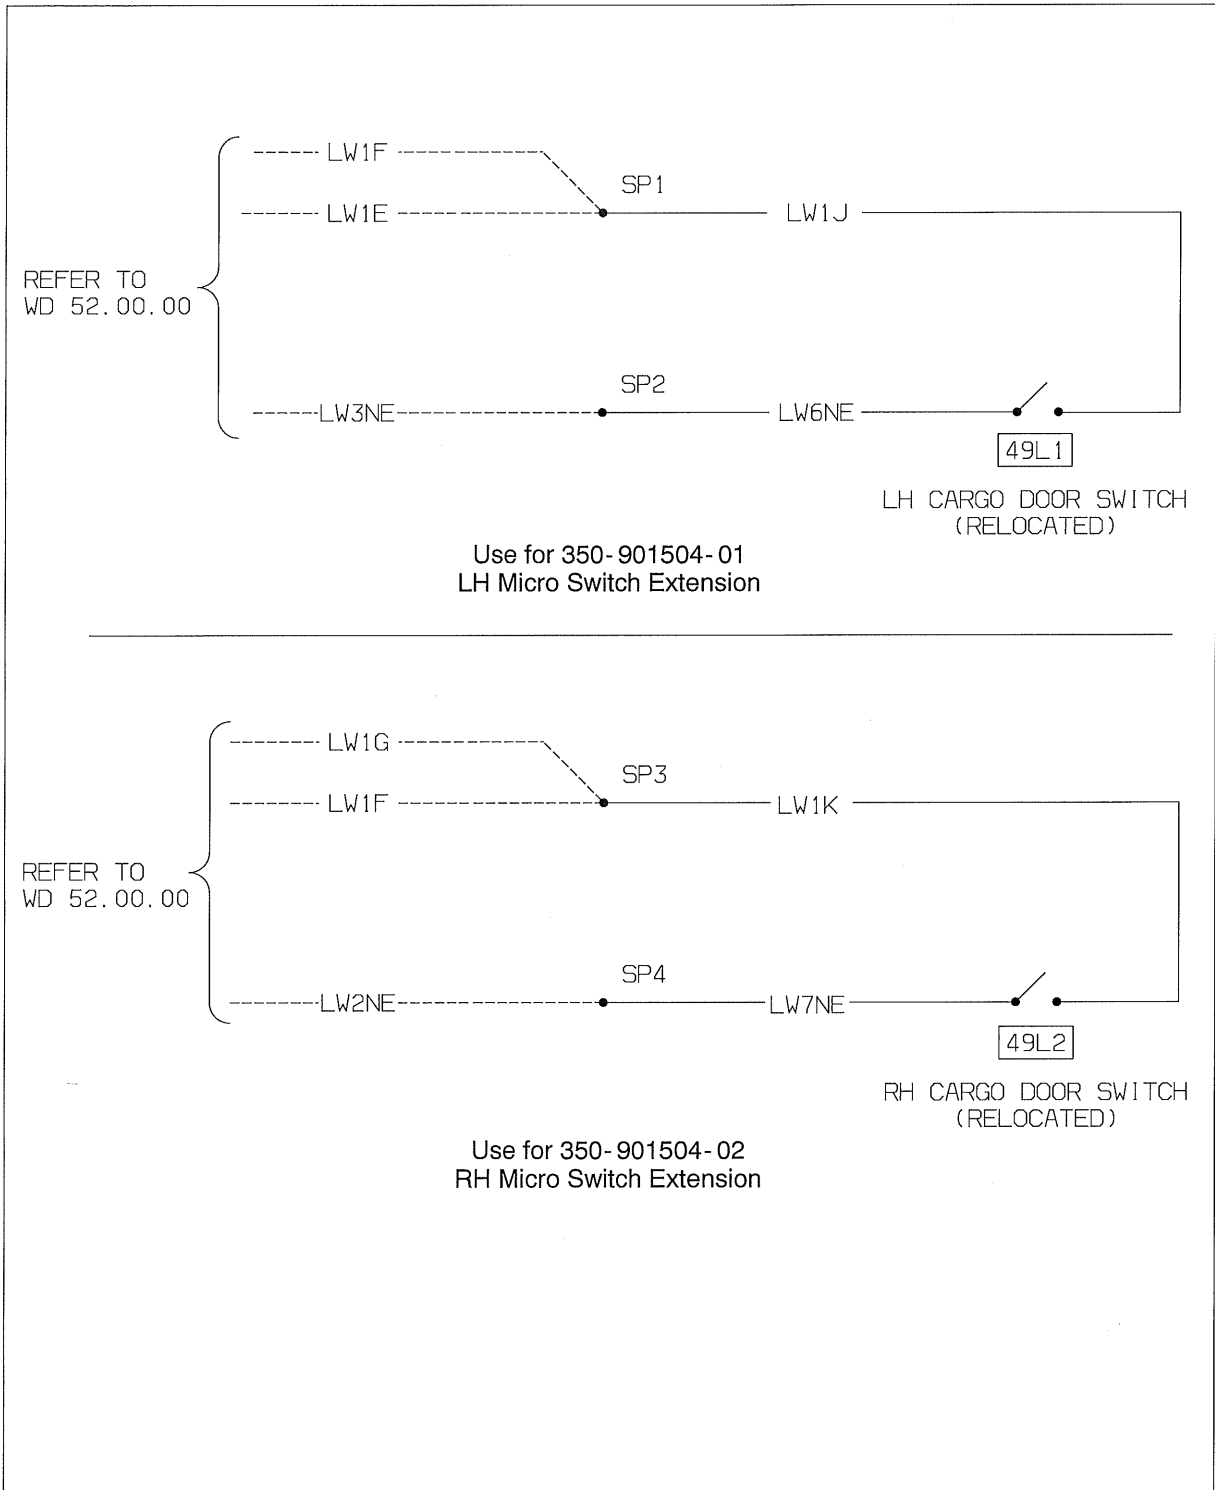 LW1F
SP1
LW1E
LW1J
REFER TO
WD 52.00.00
SP2
LW3NE
LW6NE
49L1
LH CARGO DOOR SWITCH
(RELOCATED)
Use for 350-901504-01
LH Micro Switch Extension
LW1G
SP3
LW1F
LW1K
REFER TO
WD 52.00.00
SP4
LW2NE
LW7NE
49L2
RH CARGO DOOR SWITCH
(RELOCATED)
Use for 350-901504-02
RH Micro Switch Extension